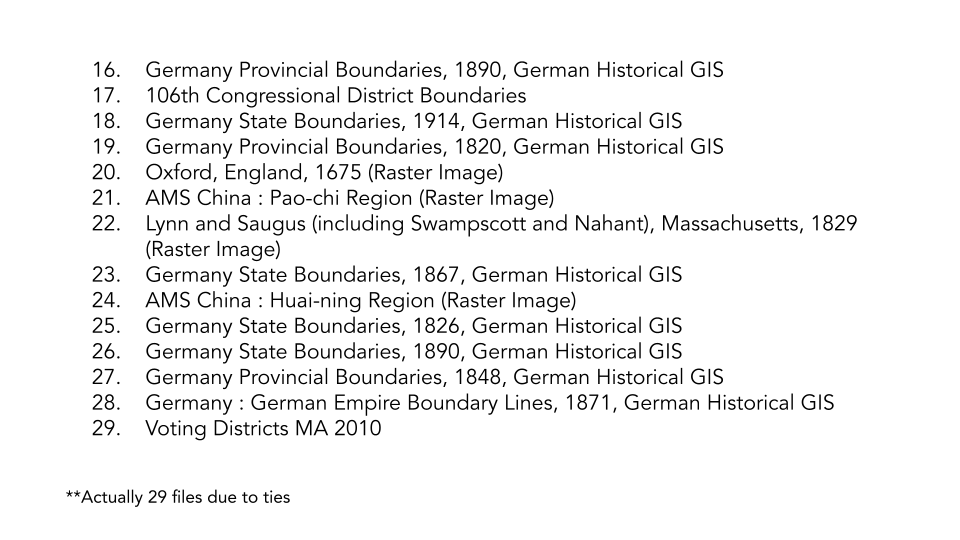 16. Germany Provincial Boundaries, 1890, German Historical GIS
17. 106th Congressional District Boundaries
18. Germany State Boundaries, 1914, German Historical GIS
19. Germany Provincial Boundaries, 1820, German Historical GIS
20. Oxford, England, 1675 (Raster Image)
21. AMS China : Pao-chi Region (Raster Image)
22. Lynn and Saugus (including Swampscott and Nahant), Massachusetts, 1829
(Raster Image)
23. Germany State Boundaries, 1867, German Historical GIS
24. AMS China : Huai-ning Region (Raster Image)
25. Germany State Boundaries, 1826, German Historical GIS
26. Germany State Boundaries, 1890, German Historical GIS
27. Germany Provincial Boundaries, 1848, German Historical GIS
28. Germany : German Empire Boundary Lines, 1871, German Historical GIS
29. Voting Districts MA 2010
**Actually 29 files due to ties